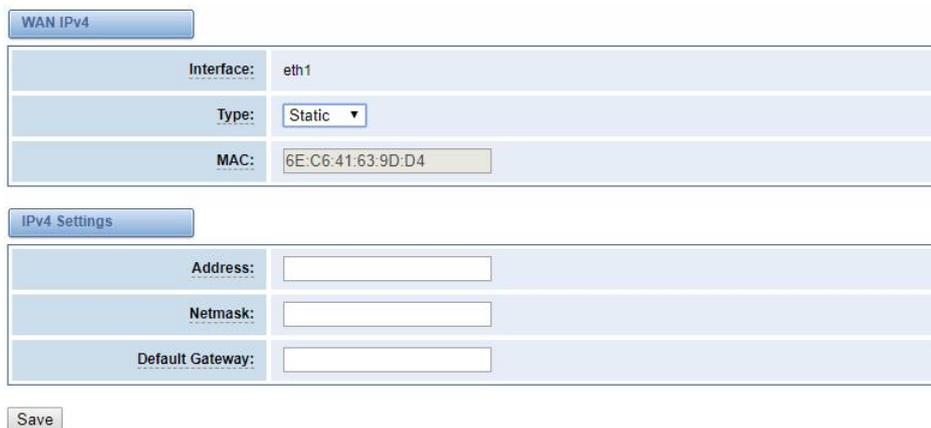 WAN IPv4
Interface: eth1
Type: Static
MAC: 6E:C6:41:63:9D:D4
IPv4 Settings
Address:
Netmask:
Default Gateway:
Save